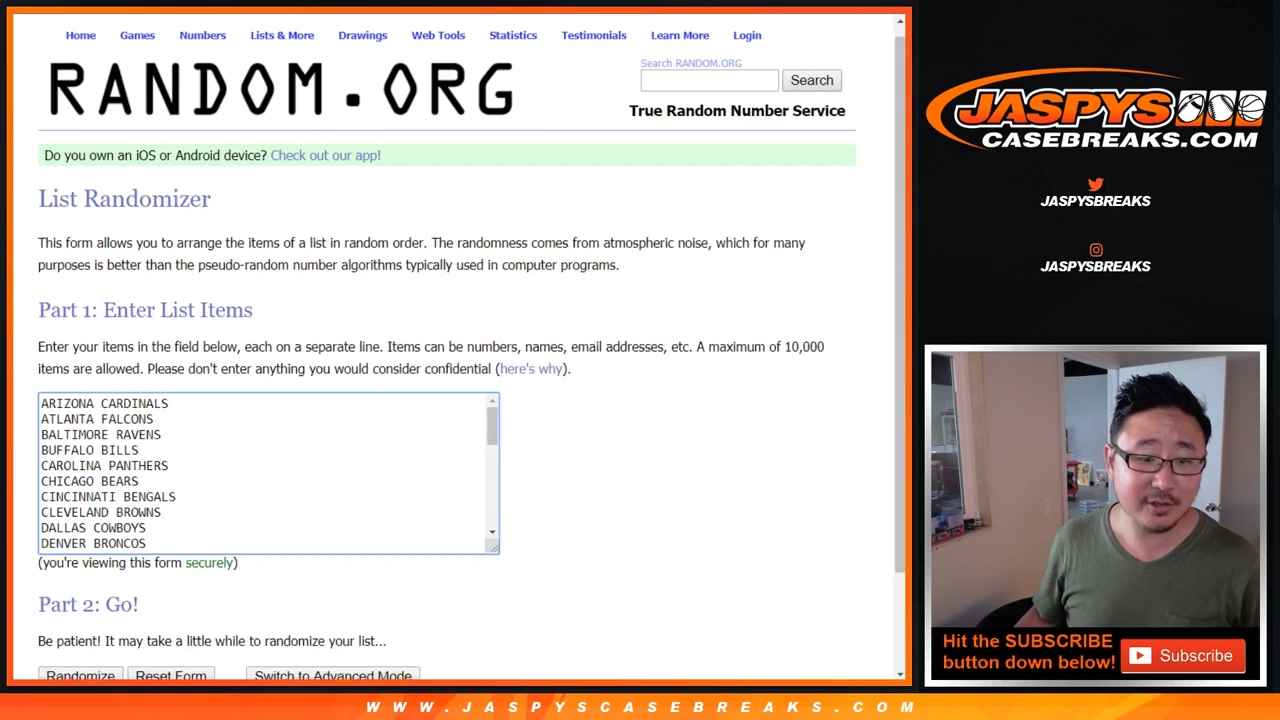 Home Games Numbers Lists & More Drawings Web Tools Statistics Testimonials Learn More Login
RANDOM.ORG
Search RANDOM.ORG
Search
True Random Number Service
Do you own an iOS or Android device? Check out our app!
List Randomizer
This form allows you to arrange the items of a list in random order. The randomness comes from atmospheric noise, which for many
purposes is better than the pseudo-random number algorithms typically used in computer programs.
Part 1: Enter List Items
Enter your items in the field below, each on a separate line. Items can be numbers, names, email addresses, etc. A maximum of 10,000
items are allowed. Please don't enter anything you would consider confidential (here's why).
ARIZONA CARDINALS
ATLANTA FALCONS
BALTIMORE RAVENS
BUFFALO BILLS
CAROLINA PANTHERS
CHICAGO BEARS
CINCINNATI BENGALS
CLEVELAND BROWNS
DALLAS COWBOYS
DENVER BRONCOS
(you're viewing this form securely)
Part 2: Go!
Be patient! It may take a little while to randomize your list...
Randomize Reset Form Switch to Advanced Mode
JASPYS
CASEBREAKS.COM
JASPYSBREAKS
JASPYSBREAKS
Hit the SUBSCRIBE
button down below!
Subscribe
WWW.JASPYSCASEBREAKS.COM